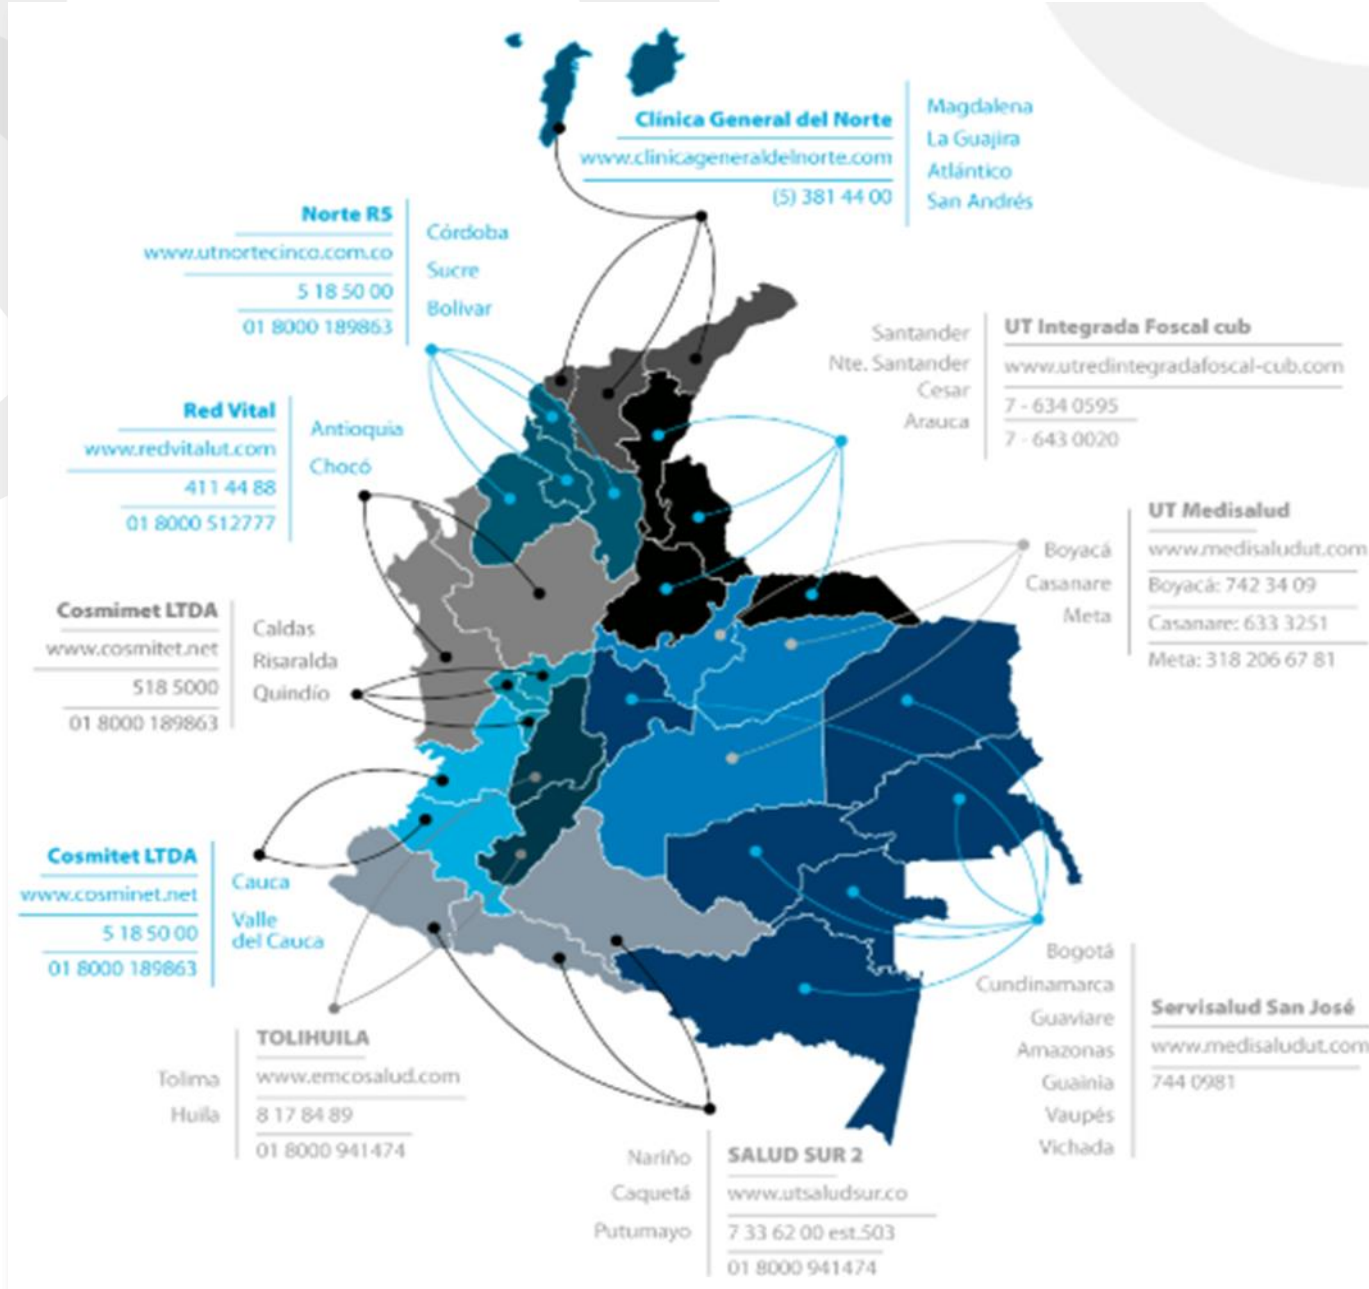 Clínica General del Norte
www.clinicageneraldelnorte.com
(5) 381 44 00
Magdalena
La Guajira
Atlántico
San Andrés
Norte R5
www.utnortecinco.com.co
5 18 50 00
01 8000 189863
Córdoba
Sucre
Bolivar
Santander
Nte. Santander
Cesar
Arauca
UT Integrada Foscal cub
www.utredintegradafoscal-cub.com
7 - 634 0595
7 - 643 0020
Red Vital
www.redvitalut.com
411 44 88
01 8000 512777
Antioquia
Chocó
Boyacá
Casanare
Meta
UT Medisalud
www.medisaludut.com
Boyacá: 742 34 09
Casanare: 633 3251
Meta: 318 206 67 81
Cosmimet LTDA
www.cosmitet.net
518 5000
01 8000 189863
Caldas
Risaralda
Quindío
Cosmitet LTDA
www.cosminet.net
5 18 50 00
01 8000 189863
Cauca
Valle
del Cauca
Bogotá
Cundinamarca
Guaviare
Amazonas
Guainia
Vaupés
Vichada
Servisalud San José
www.medisaludut.com
744 0981
Tolima
Huila
TOLIHUILA
www.emcosalud.com
8 17 84 89
01 8000 941474
Nariño
Caquetá
Putumayo
SALUD SUR 2
www.utsaludsur.co
7 33 62 00 est.503
01 8000 941474